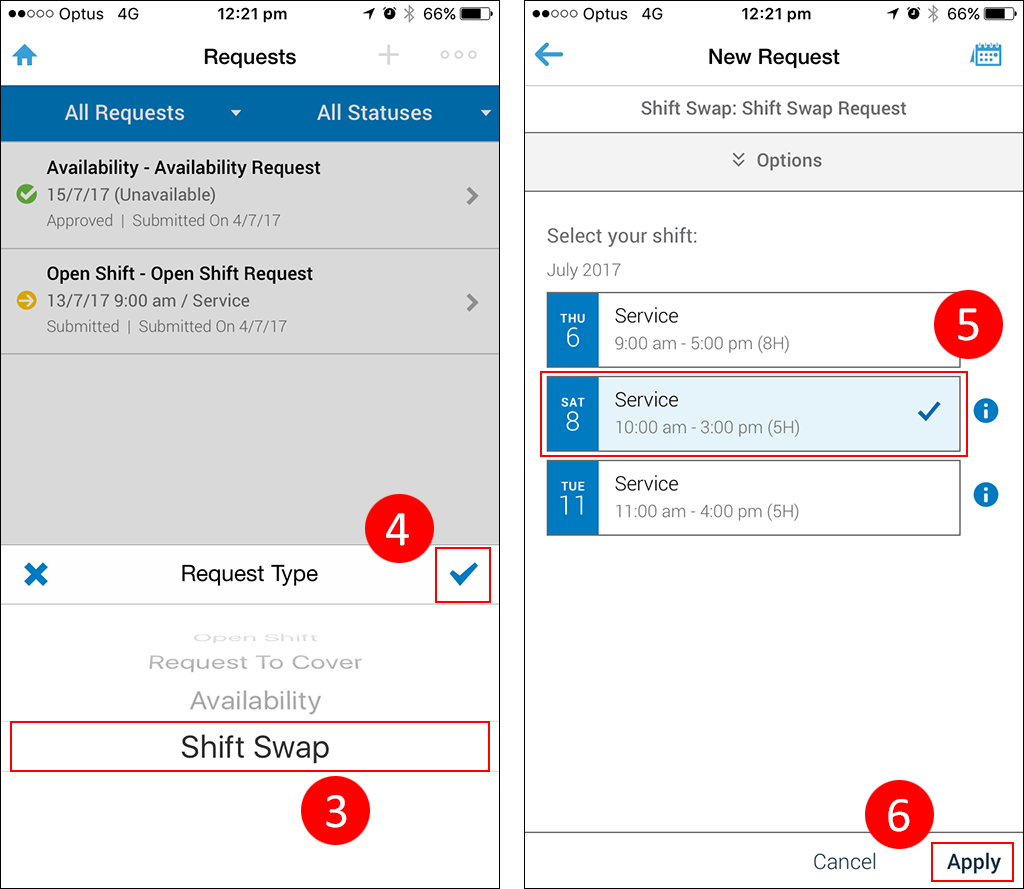 Optus 4G 12:21 pm 66%
Requests
All Requests All Statuses
Availability - Availability Request
15/7/17 (Unavailable)
Approved | Submitted On 4/7/17
Open Shift - Open Shift Request
13/7/17 9:00 am / Service
Submitted | Submitted On 4/7/17
4
Request Type
Open Shift
Request To Cover
Availability
Shift Swap
3
Optus 4G 12:21 pm 66%
New Request
Shift Swap: Shift Swap Request
Options
Select your shift:
July 2017
THU
6
Service
9:00 am - 5:00 pm (8H)
5
SAT
8
Service
10:00 am - 3:00 pm (5H)
TUE
11
Service
11:00 am - 4:00 pm (5H)
6
Cancel Apply